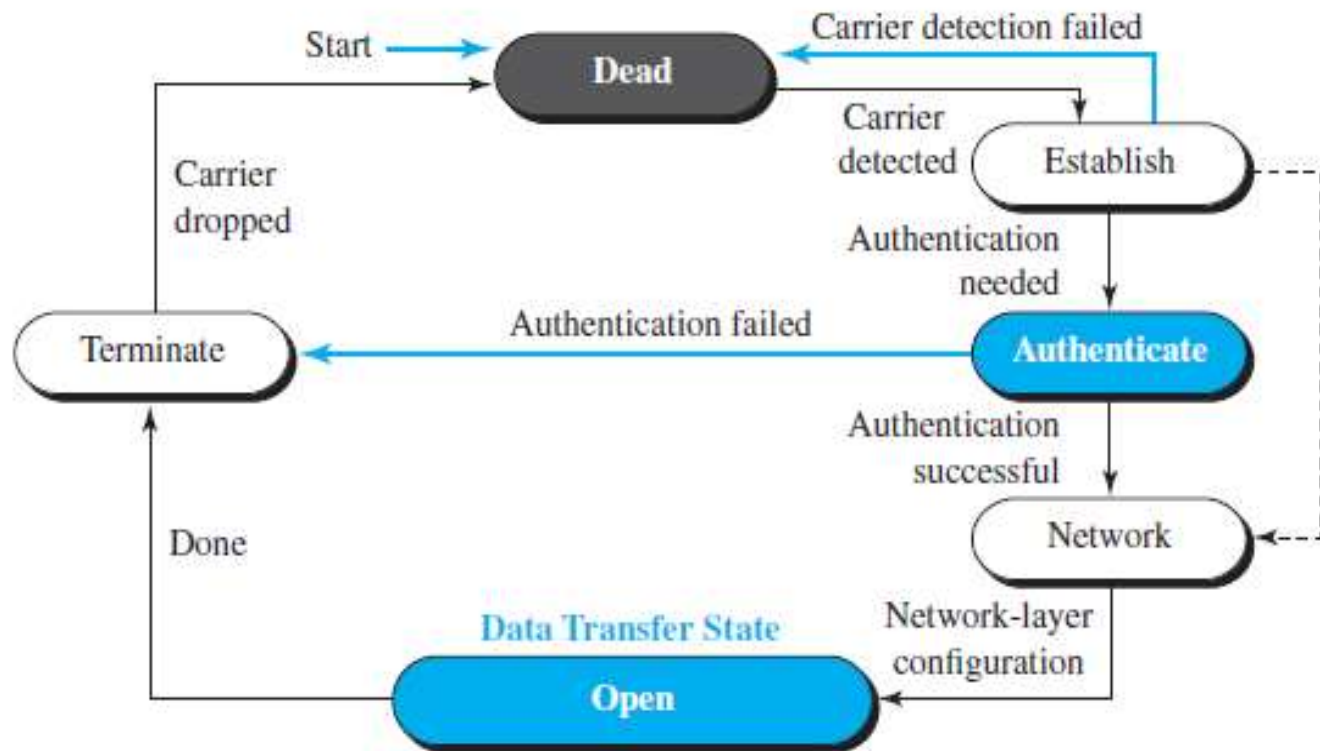 Start
Carrier detection failed
Dead
Carrier
detected
Establish
Carrier
dropped
Authentication
needed
Terminate
Authentication failed
Authenticate
Authentication
successful
Network
Done
Network-layer
configuration
Data Transfer State
Open